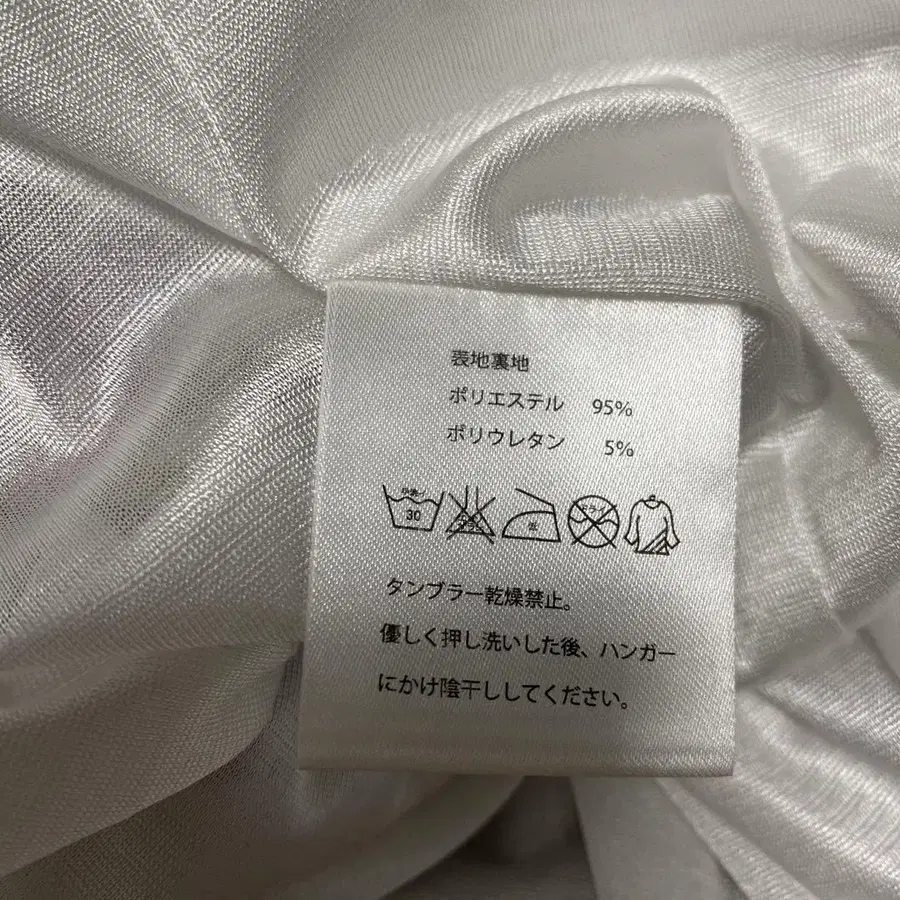 表地裏地
ポリエステル 95%
ポリウレタン 5%
30 低
タンブラー乾燥禁止。
優しく押し洗いした後、ハンガー
にかけ陰干ししてください。